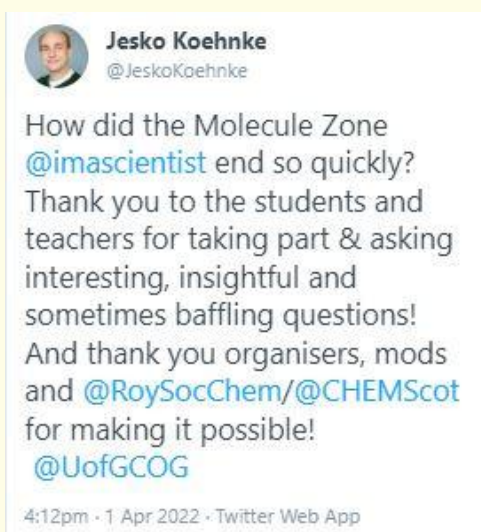 Jesko Koehnke
@JeskoKoehnke
How did the Molecule Zone
@imascientist end so quickly?
Thank you to the students and
teachers for taking part & asking
interesting, insightful and
sometimes baffling questions!
And thank you organisers, mods
and @RoySocChem/@CHEMScot
for making it possible!
@UofGCOG
4:12pm · 1 Apr 2022 · Twitter Web App